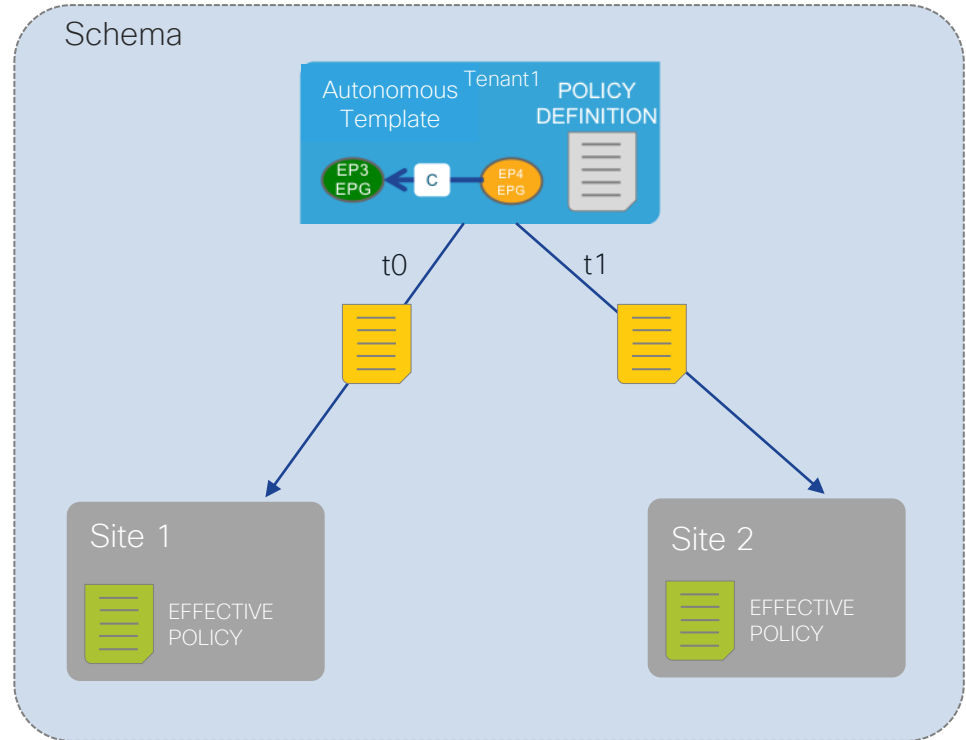 Schema
Tenant1
Autonomous
Template
POLICY
DEFINITION
EP3
EPG
C
EP4
EPG
t0
t1
Site 1
EFFECTIVE
POLICY
Site 2
EFFECTIVE
POLICY